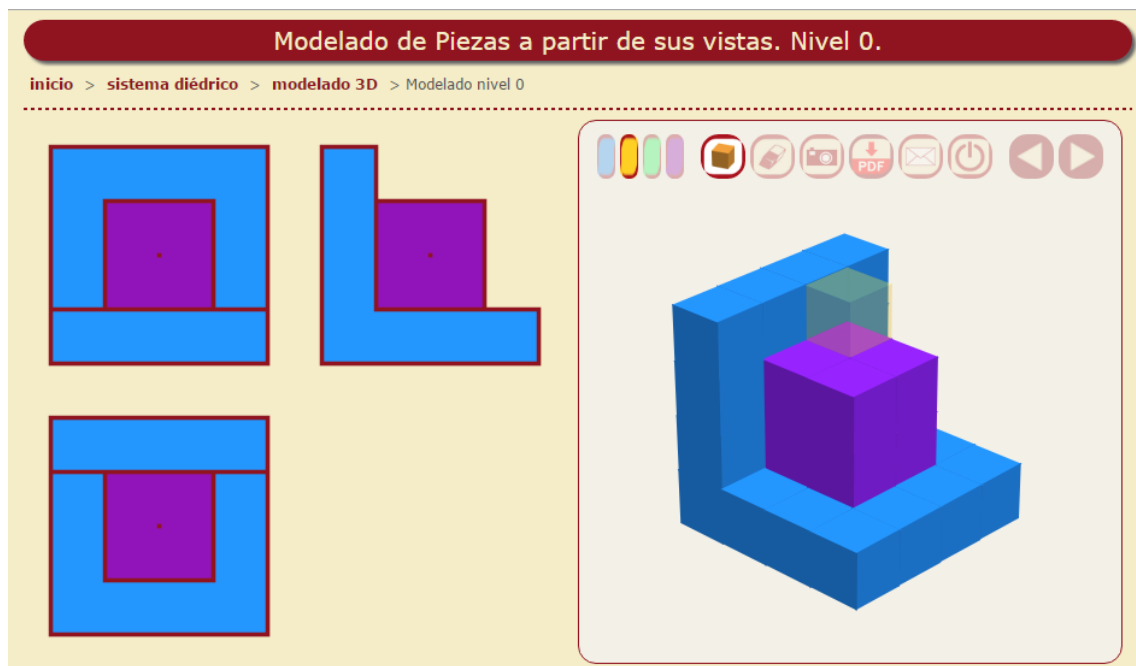 Modelado de Piezas a partir de sus vistas. Nivel 0.
inicio > sistema diédrico > modelado 3D > Modelado nivel 0
PDF